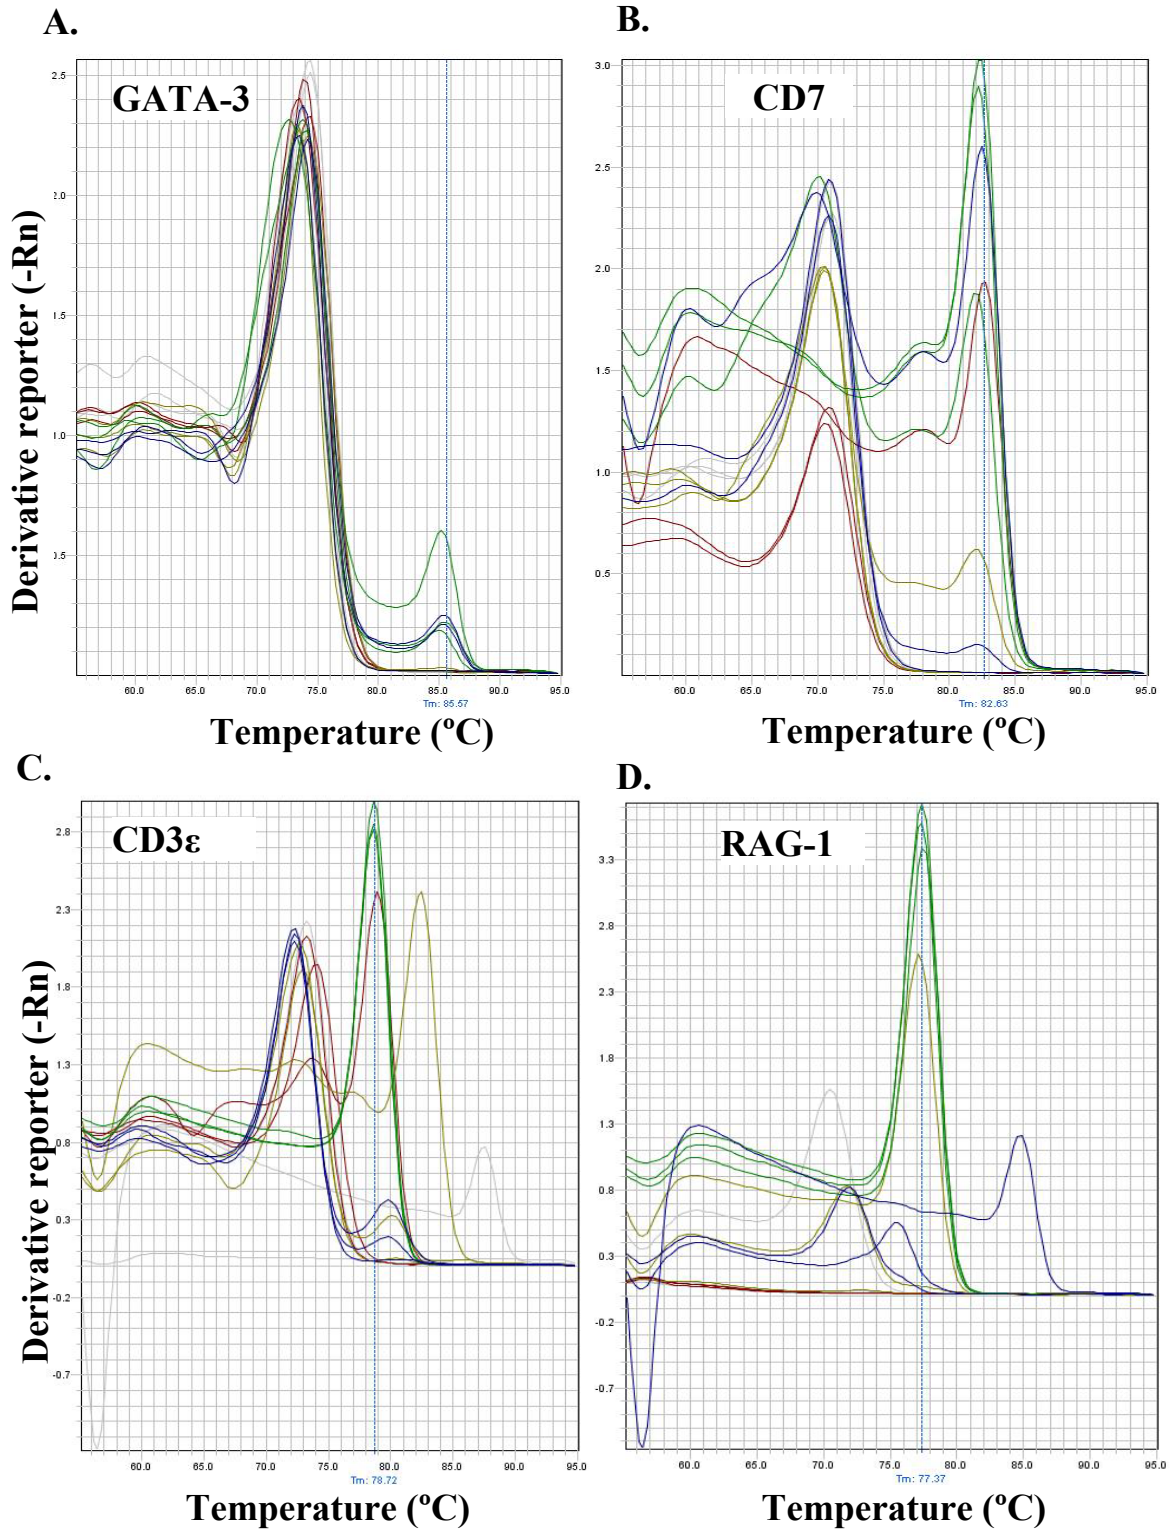 A.
B.
GATA-3
CD7
Derivative reporter (-Rn)
2.5
2.0
1.5
1.0
3.5
60.0 65.0 70.0 75.0 80.0 85.0 90.0 95.0
Tm: 85.57
Temperature (ºC)
3.0
2.5
2.0
1.5
1.0
0.5
60.0 65.0 70.0 75.0 80.0 85.0 90.0 95.0
Tm: 82.63
Temperature (ºC)
C.
D.
CD3ε
RAG-1
Derivative reporter (-Rn)
2.8
2.3
1.8
1.3
0.8
0.3
-0.2
-0.7
60.0 65.0 70.0 75.0 80.0 85.0 90.0 95.0
Tm: 78.72
Temperature (ºC)
3.3
2.8
2.3
1.8
1.3
0.8
0.3
-0.2
-0.7
60.0 65.0 70.0 75.0 80.0 85.0 90.0 95.0
Tm: 77.37
Temperature (ºC)